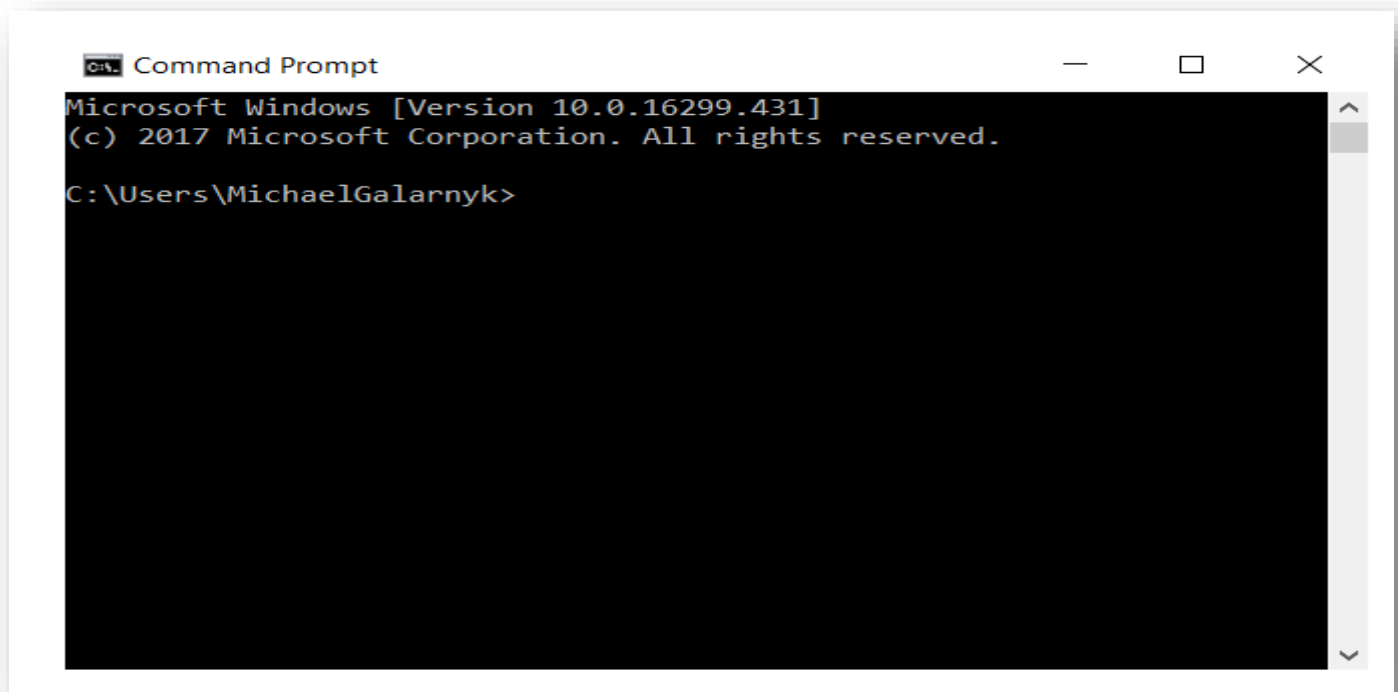 Command Prompt
Microsoft Windows [Version 10.0.16299.431]
(c) 2017 Microsoft Corporation. All rights reserved.
C:\Users\MichaelGalarnyk>